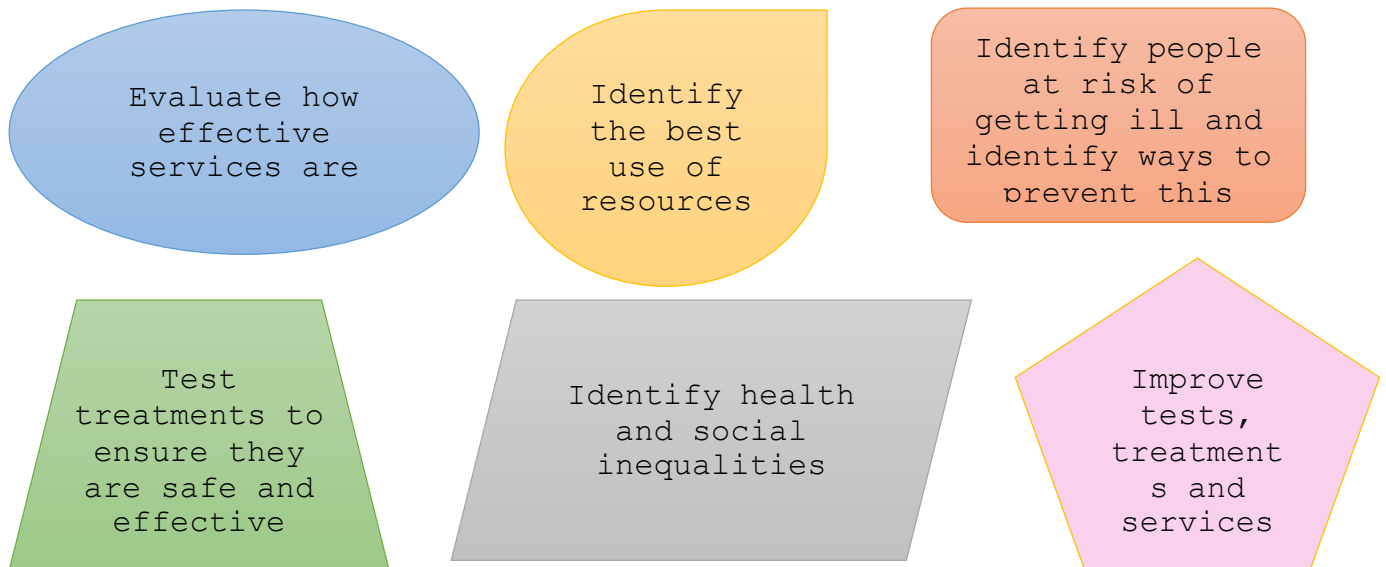 Evaluate how
effective
services are
Identify
the best
use of
resources
Identify people
at risk of
getting ill and
identify ways to
prevent this
Test
treatments to
ensure they
are safe and
effective
Identify health
and social
inequalities
Improve
tests,
treatment
s and
services